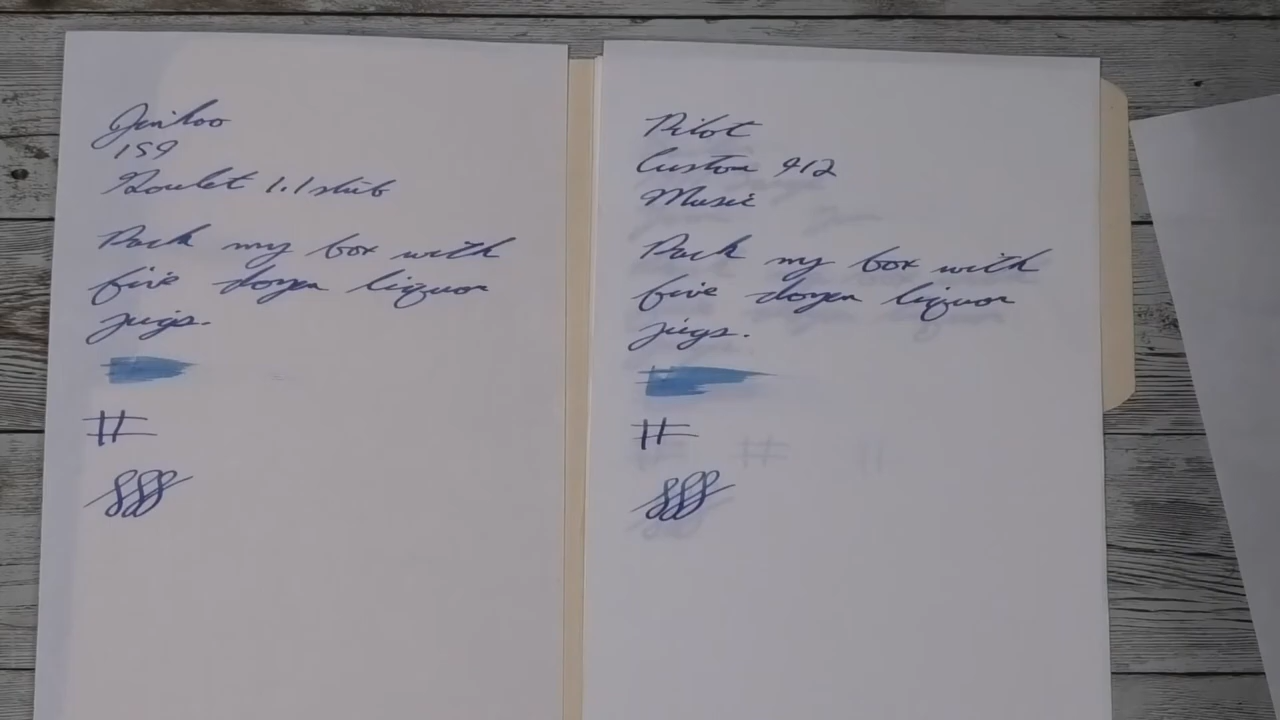 Jinhao
159
Goulet 1.1 stub
Pack my box with
five dozen liquor
jugs.
Pilot
Custom 912
Music
Pack my box with
five dozen liquor
jugs.